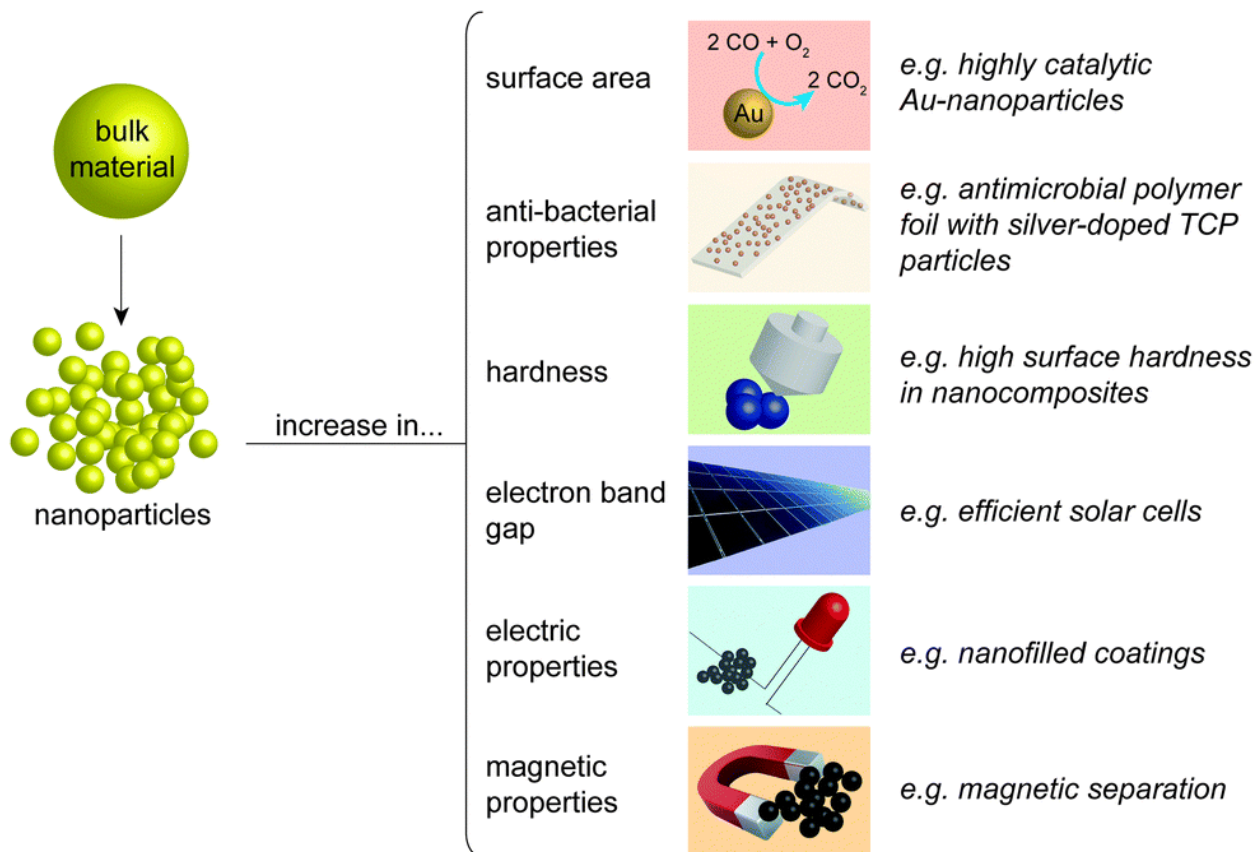 bulk
material
nanoparticles
increase in...
surface area
2 CO + O₂
2 CO₂
Au
e.g. highly catalytic
Au-nanoparticles
anti-bacterial
properties
e.g. antimicrobial polymer
foil with silver-doped TCP
particles
hardness
e.g. high surface hardness
in nanocomposites
electron band
gap
e.g. efficient solar cells
electric
properties
e.g. nanofilled coatings
magnetic
properties
e.g. magnetic separation